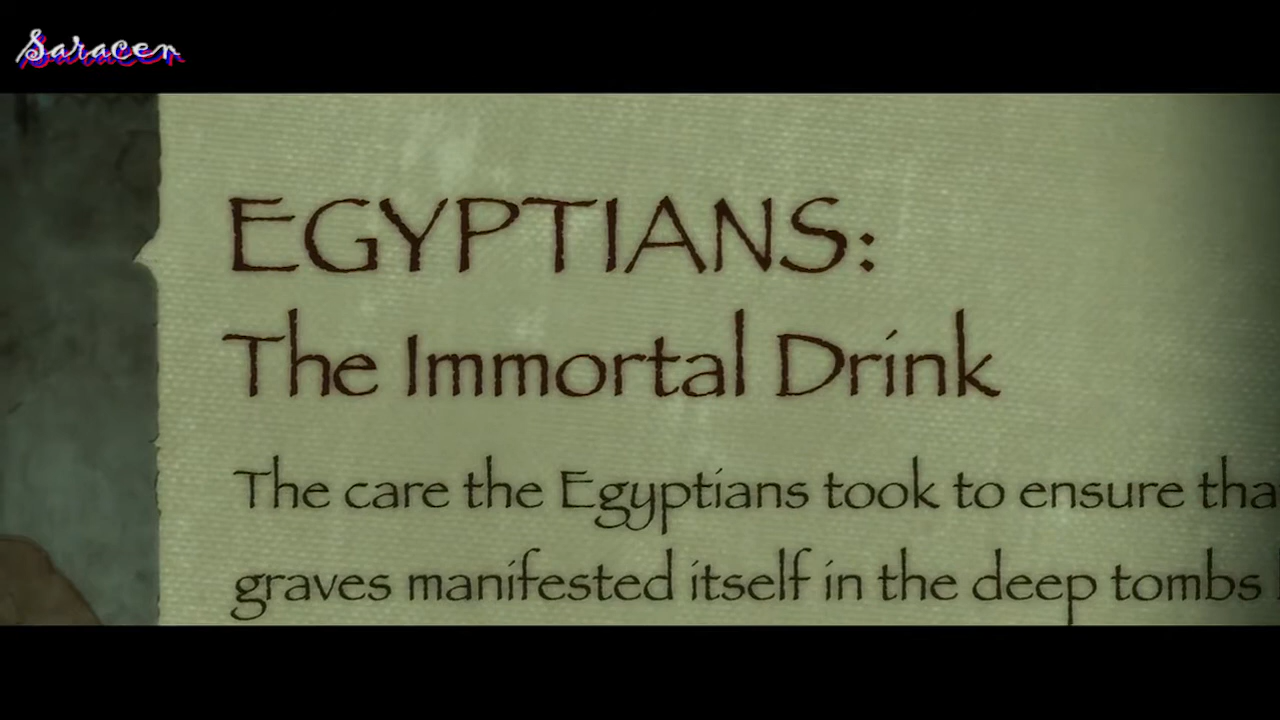 Saracen
EGYPTIANS:
The Immortal Drink
The care the Egyptians took to ensure tha
graves manifested itself in the deep tombs